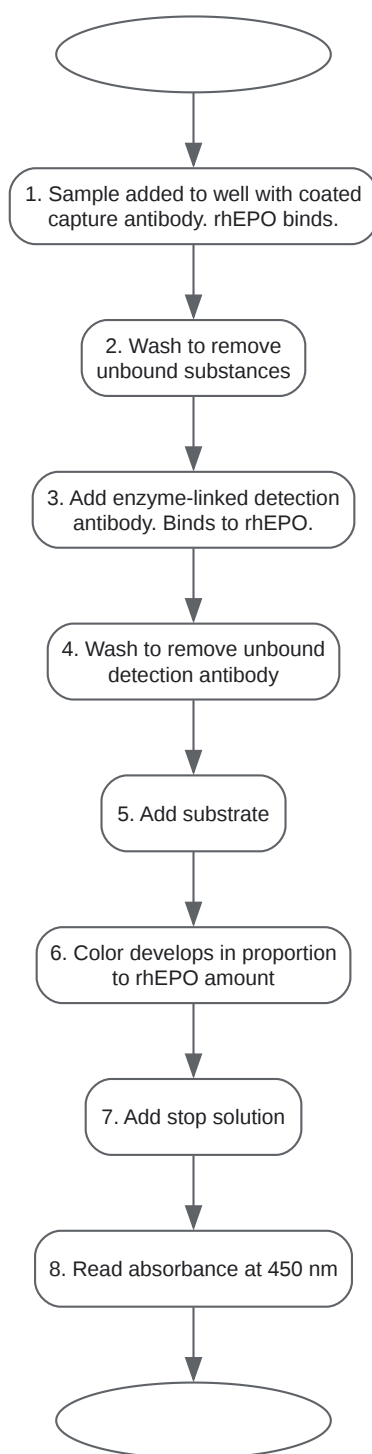 1. Sample added to well with coated
capture antibody. rhEPO binds.
2. Wash to remove
unbound substances
3. Add enzyme-linked detection
antibody. Binds to rhEPO.
4. Wash to remove unbound
detection antibody
5. Add substrate
6. Color develops in proportion
to rhEPO amount
7. Add stop solution
8. Read absorbance at 450 nm